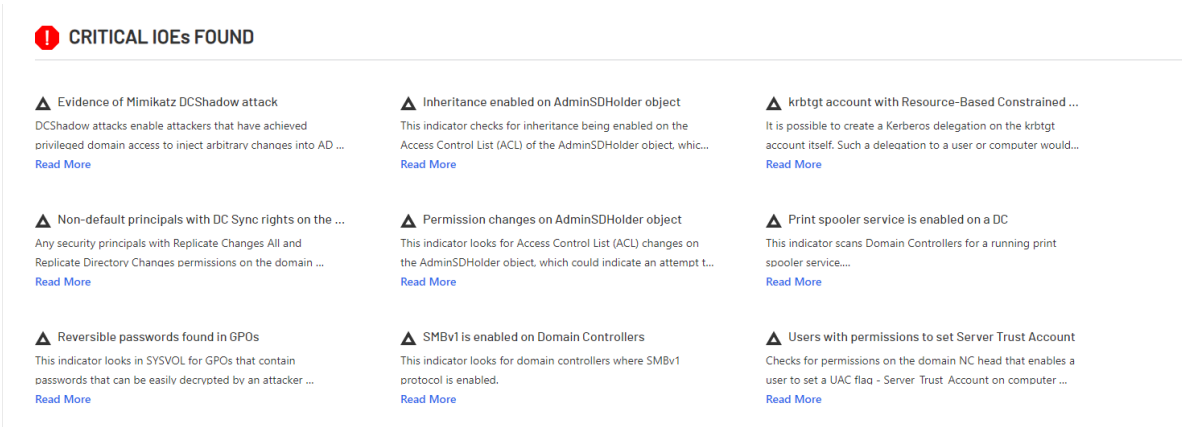 CRITICAL IOEs FOUND
Evidence of Mimikatz DCShadow attack
DCShadow attacks enable attackers that have achieved
privileged domain access to inject arbitrary changes into AD ...
Read More
Inheritance enabled on AdminSDHolder object
This indicator checks for inheritance being enabled on the
Access Control List (ACL) of the AdminSDHolder object, whic...
Read More
krbtgt account with Resource-Based Constrained ...
It is possible to create a Kerberos delegation on the krbtgt
account itself. Such a delegation to a user or computer would...
Read More
Non-default principals with DC Sync rights on the ...
Any security principals with Replicate Changes All and
Replicate Directory Changes permissions on the domain ...
Read More
Permission changes on AdminSDHolder object
This indicator looks for Access Control List (ACL) changes on
the AdminSDHolder object, which could indicate an attempt t...
Read More
Print spooler service is enabled on a DC
This indicator scans Domain Controllers for a running print
spooler service....
Read More
Reversible passwords found in GPOs
This indicator looks in SYSVOL for GPOs that contain
passwords that can be easily decrypted by an attacker ...
Read More
SMBv1 is enabled on Domain Controllers
This indicator looks for domain controllers where SMBv1
protocol is enabled.
Read More
Users with permissions to set Server Trust Account
Checks for permissions on the domain NC head that enables a
user to set a UAC flag - Server_Trust_Account on computer ...
Read More